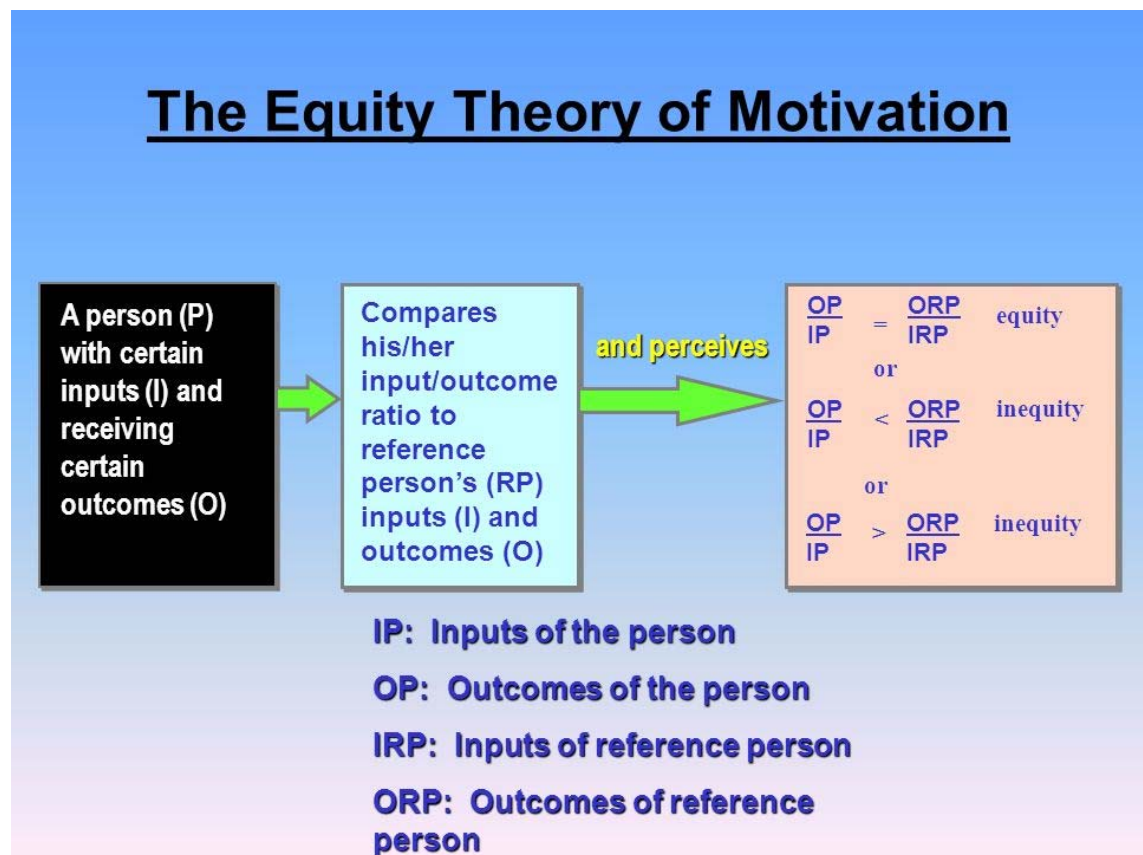 The Equity Theory of Motivation
A person (P)
with certain
inputs (I) and
receiving
certain
outcomes (O)
Compares
his/her
input/outcome
ratio to
reference
person’s (RP)
inputs (I) and
outcomes (O)
and perceives
OP ORP
IP = IRP equity
or
OP ORP
IP < IRP inequity
or
OP ORP
IP > IRP inequity
IP: Inputs of the person
OP: Outcomes of the person
IRP: Inputs of reference person
ORP: Outcomes of reference
person